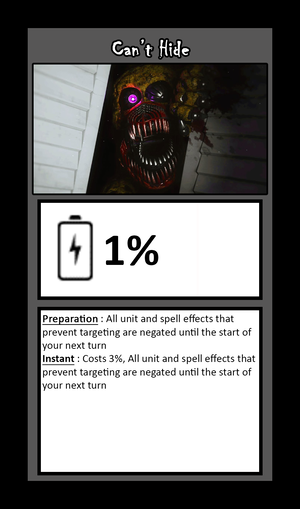 Can't Hide
1%
Preparation : All unit and spell effects that
prevent targeting are negated until the start of
your next turn
Instant : Costs 3%, All unit and spell effects that
prevent targeting are negated until the start of
your next turn